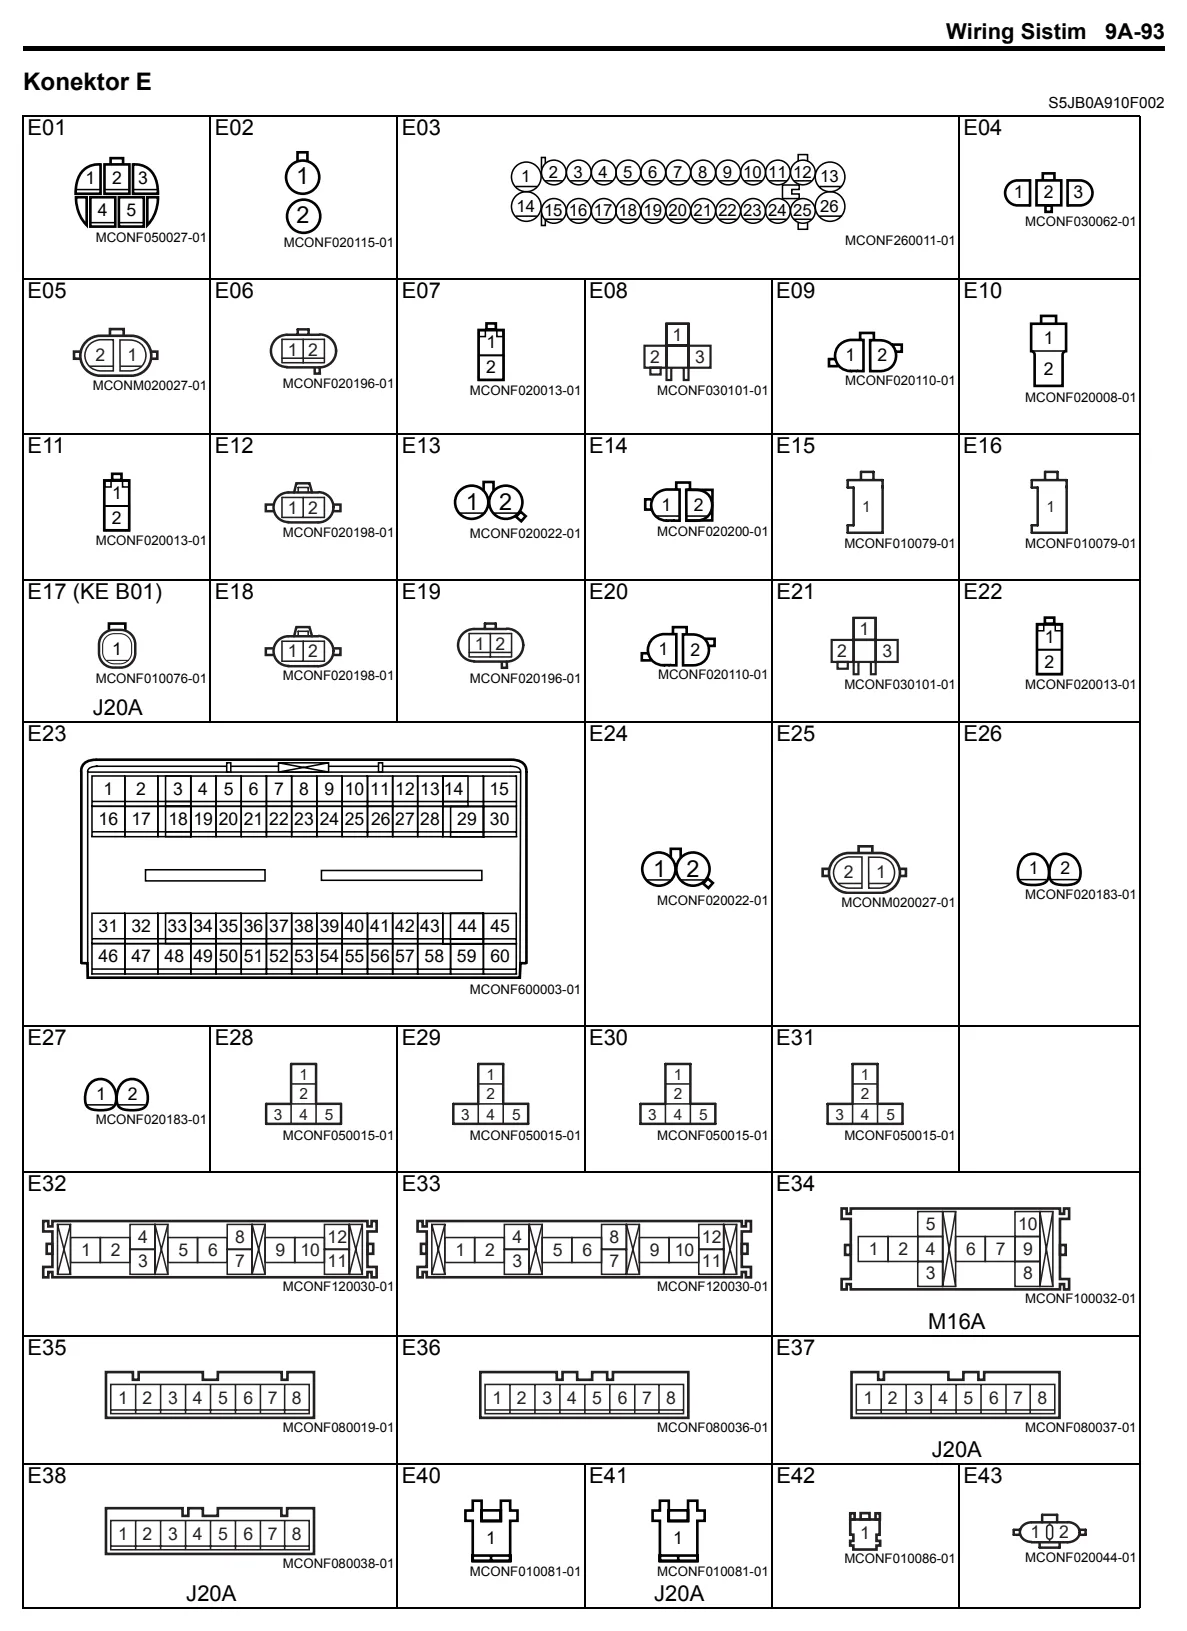 Wiring Sistim 9A-93
Konektor E
S5JB0A910F002
E01
1 2 3
4 5
MCONF050027-01
E02
1
2
MCONF020115-01
E03
1 2 3 4 5 6 7 8 9 10 11 12 13
14 15 16 17 18 19 20 21 22 23 24 25 26
MCONF260011-01
E04
1 2 3
MCONF030062-01
E05
2 1
MCONM020027-01
E06
1 2
MCONF020196-01
E07
1
2
MCONF020013-01
E08
1
2 3
MCONF030101-01
E09
1 2
MCONF020110-01
E10
1
2
MCONF020008-01
E11
1
2
MCONF020013-01
E12
1 2
MCONF020198-01
E13
1 2
MCONF020022-01
E14
1 2
MCONF020200-01
E15
1
MCONF010079-01
E16
1
MCONF010079-01
E17 (KE B01)
1
MCONF010076-01
J20A
E18
1 2
MCONF020198-01
E19
1 2
MCONF020196-01
E20
1 2
MCONF020110-01
E21
1
2 3
MCONF030101-01
E22
1
2
MCONF020013-01
E23
1 2 3 4 5 6 7 8 9 10 11 12 13 14 15
16 17 18 19 20 21 22 23 24 25 26 27 28 29 30
31 32 33 34 35 36 37 38 39 40 41 42 43 44 45
46 47 48 49 50 51 52 53 54 55 56 57 58 59 60
MCONF600003-01
E24
1 2
MCONF020022-01
E25
2 1
MCONM020027-01
E26
1 2
MCONF020183-01
E27
1 2
MCONF020183-01
E28
1
2
3 4 5
MCONF050015-01
E29
1
2
3 4 5
MCONF050015-01
E30
1
2
3 4 5
MCONF050015-01
E31
1
2
3 4 5
MCONF050015-01
E32
4 8 12
1 2 5 6 9 10
3 7 11
MCONF120030-01
E33
4 8 12
1 2 5 6 9 10
3 7 11
MCONF120030-01
E34
5 10
1 2 4 6 7 9
3 8
MCONF100032-01
M16A
E35
1 2 3 4 5 6 7 8
MCONF080019-01
E36
1 2 3 4 5 6 7 8
MCONF080036-01
E37
1 2 3 4 5 6 7 8
MCONF080037-01
J20A
E38
1 2 3 4 5 6 7 8
MCONF080038-01
J20A
E40
1
MCONF010081-01
E41
1
MCONF010081-01
J20A
E42
1
MCONF010086-01
E43
1 2
MCONF020044-01